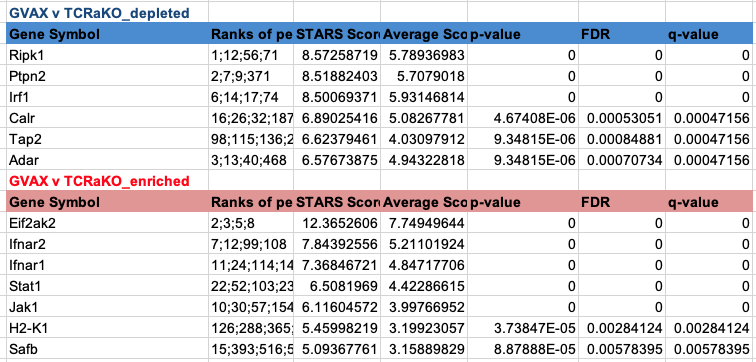 GVAX v TCRaKO_depleted
Gene Symbol Ranks of pe STARS Scor Average Sco p-value FDR q-value
Ripk1 1;12;56;71 8.57258719 5.78936983 0 0 0
Ptpn2 2;7;9;371 8.51882403 5.7079018 0 0 0
Irf1 6;14;17;74 8.50069371 5.93146814 0 0 0
Calr 16;26;32;187 6.89025416 5.08267781 4.67408E-06 0.00053051 0.00047156
Tap2 98;115;136;2 6.62379461 4.03097912 9.34815E-06 0.00084881 0.00047156
Adar 3;13;40;468 6.57673875 4.94322818 9.34815E-06 0.00070734 0.00047156
GVAX v TCRaKO_enriched
Gene Symbol Ranks of pe STARS Scor Average Sco p-value FDR q-value
Eif2ak2 2;3;5;8 12.3652606 7.74949644 0 0 0
Ifnar2 7;12;99;108 7.84392556 5.21101924 0 0 0
Ifnar1 11;24;114;14 7.36846721 4.84717706 0 0 0
Stat1 22;52;103;23 6.5081969 4.42286615 0 0 0
Jak1 10;30;57;154 6.11604572 3.99766952 0 0 0
H2-K1 126;288;365; 5.45998219 3.19923057 3.73847E-05 0.00284124 0.00284124
Safb 15;393;516;5 5.09367761 3.15889829 8.87888E-05 0.00578395 0.00578395